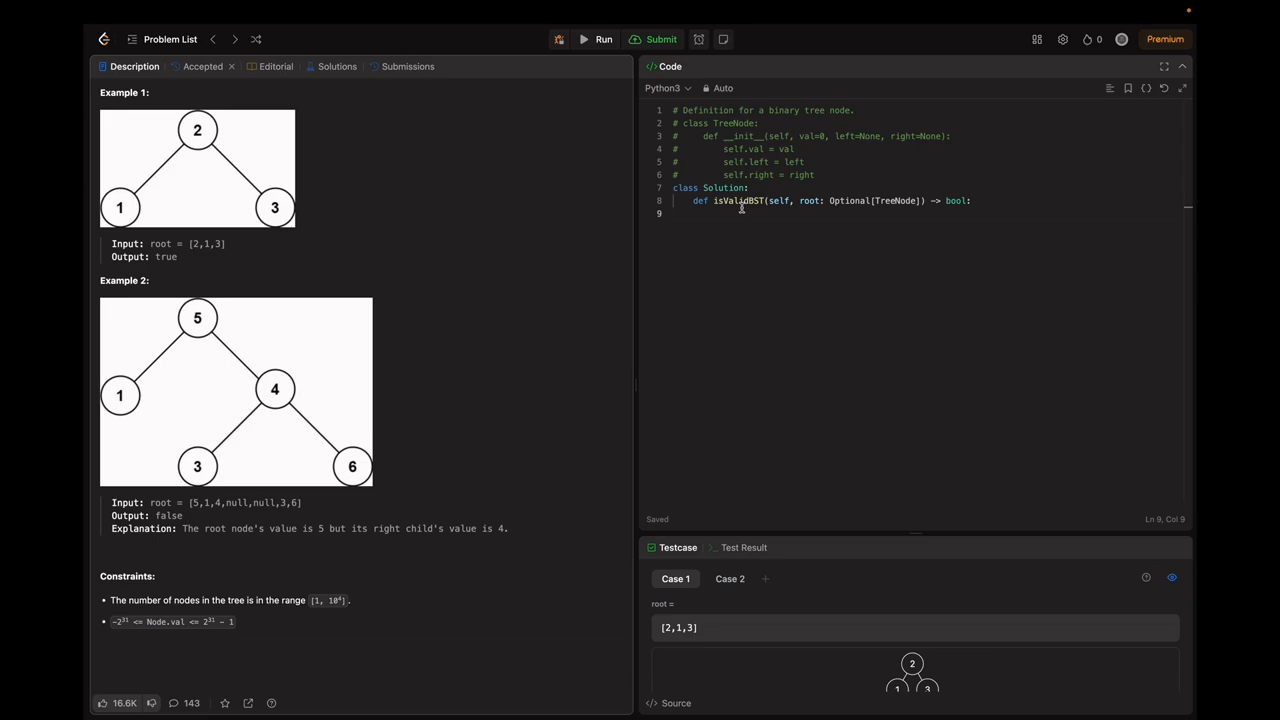 Problem List
Run
Submit
0
Premium
Description
Accepted
Editorial
Solutions
Submissions
Example 1:
2
1
3
Input: root = [2,1,3]
Output: true
Example 2:
5
1
4
3
6
Input: root = [5,1,4,null,null,3,6]
Output: false
Explanation: The root node's value is 5 but its right child's value is 4.
Constraints:
• The number of nodes in the tree is in the range [1, 10⁴].
• -2³¹ <= Node.val <= 2³¹ - 1
16.6K
143
</> Code
Python3
Auto
1 # Definition for a binary tree node.
2 # class TreeNode:
3 #     def __init__(self, val=0, left=None, right=None):
4 #         self.val = val
5 #         self.left = left
6 #         self.right = right
7 class Solution:
8     def isValidBST(self, root: Optional[TreeNode]) -> bool:
9
Saved
Ln 9, Col 9
Testcase
Test Result
Case 1
Case 2
root =
[2,1,3]
2
1
3
Source